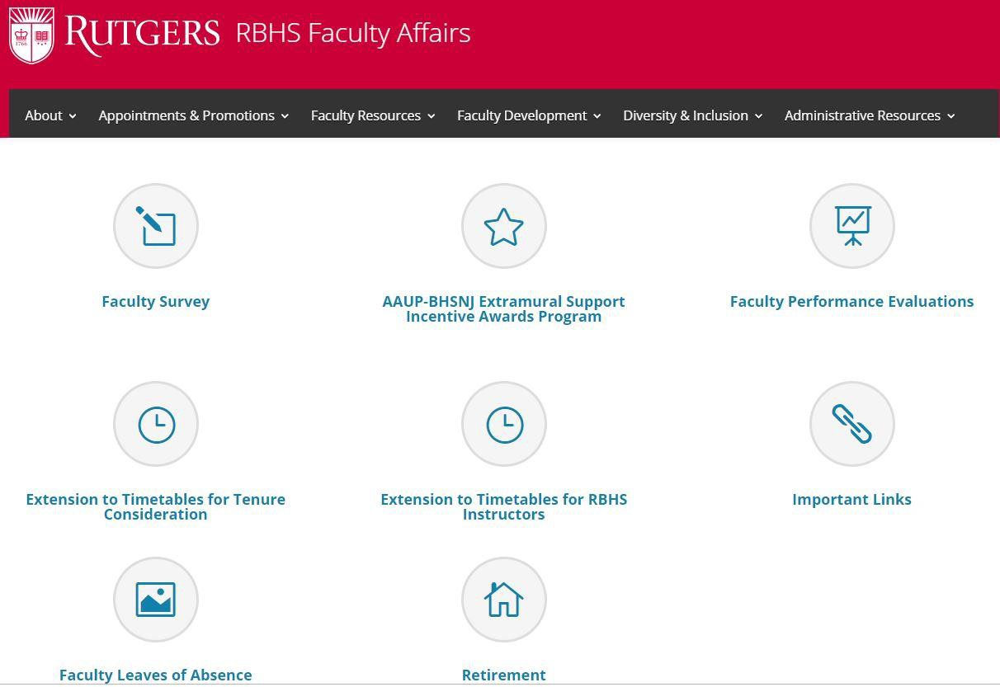 RUTGERS RBHS Faculty Affairs
1766
About Appointments & Promotions Faculty Resources Faculty Development Diversity & Inclusion Administrative Resources
Faculty Survey
AAUP-BHSNJ Extramural Support
Incentive Awards Program
Faculty Performance Evaluations
Extension to Timetables for Tenure
Consideration
Extension to Timetables for RBHS
Instructors
Important Links
Faculty Leaves of Absence
Retirement